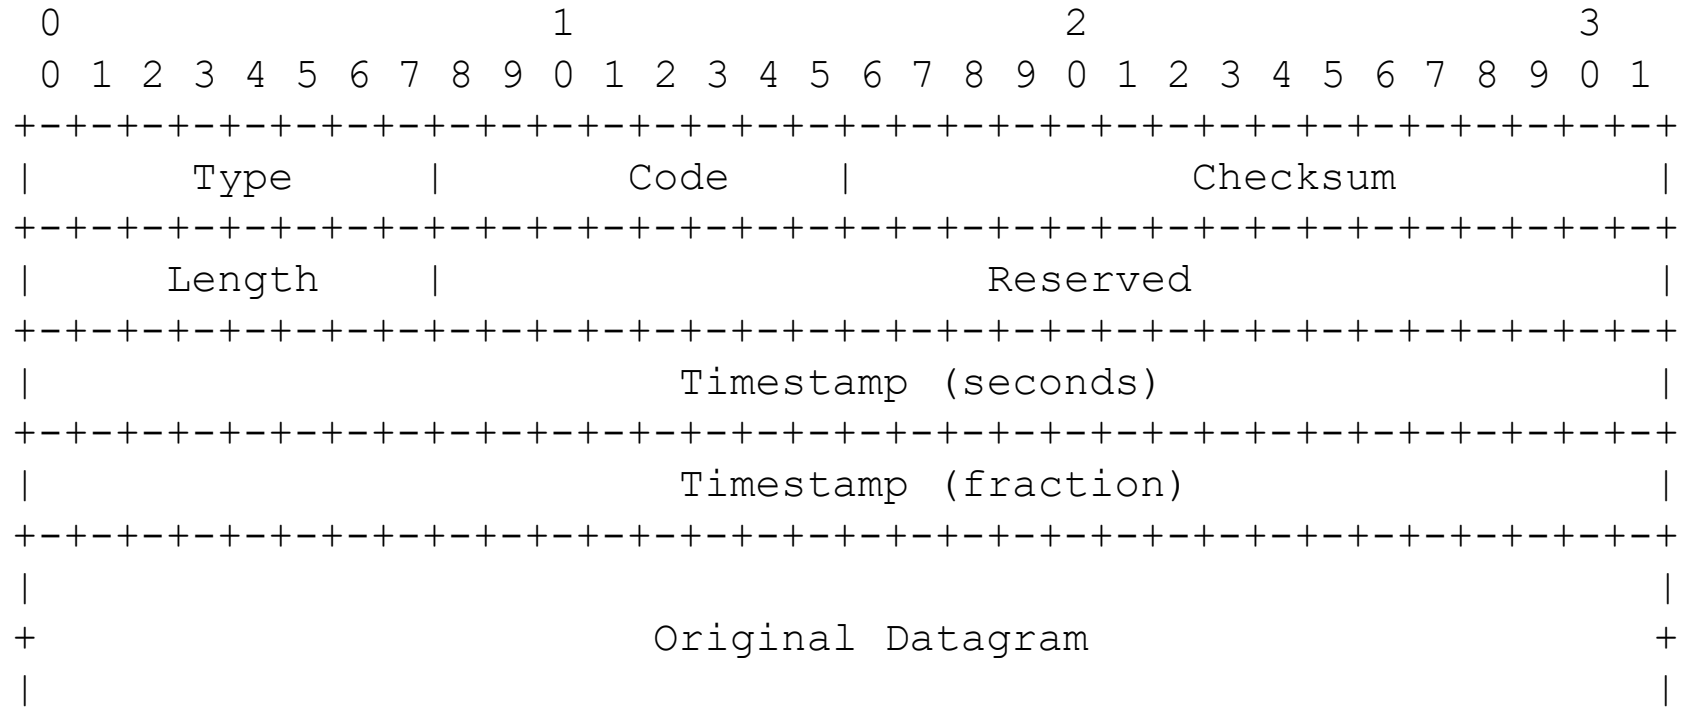 0                   1                   2                   3
 0 1 2 3 4 5 6 7 8 9 0 1 2 3 4 5 6 7 8 9 0 1 2 3 4 5 6 7 8 9 0 1
+-+-+-+-+-+-+-+-+-+-+-+-+-+-+-+-+-+-+-+-+-+-+-+-+-+-+-+-+-+-+-+-+
|      Type     |       Code    |             Checksum          |
+-+-+-+-+-+-+-+-+-+-+-+-+-+-+-+-+-+-+-+-+-+-+-+-+-+-+-+-+-+-+-+-+
|     Length    |                     Reserved                  |
+-+-+-+-+-+-+-+-+-+-+-+-+-+-+-+-+-+-+-+-+-+-+-+-+-+-+-+-+-+-+-+-+
|                         Timestamp (seconds)                   |
+-+-+-+-+-+-+-+-+-+-+-+-+-+-+-+-+-+-+-+-+-+-+-+-+-+-+-+-+-+-+-+-+
|                         Timestamp (fraction)                  |
+-+-+-+-+-+-+-+-+-+-+-+-+-+-+-+-+-+-+-+-+-+-+-+-+-+-+-+-+-+-+-+-+
|                                                               |
+                        Original Datagram                      +
|                                                               |